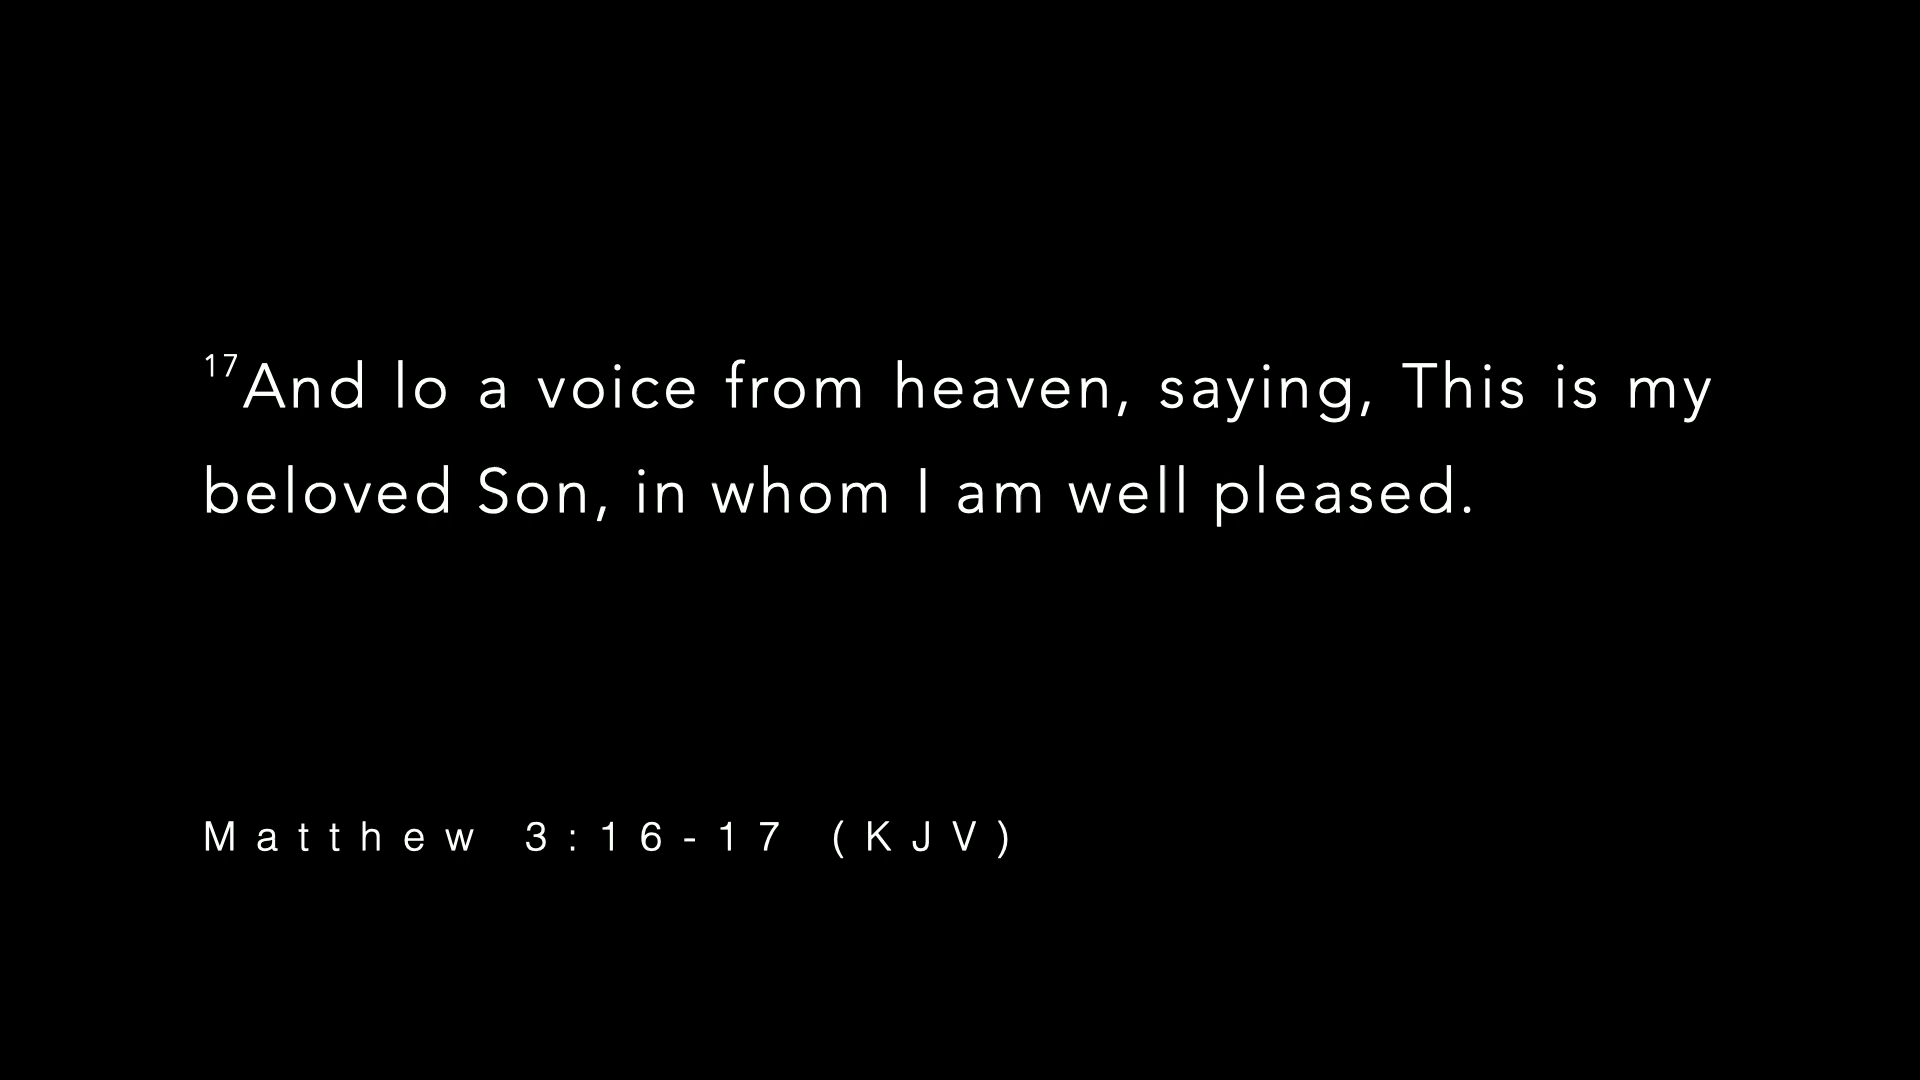 17And lo a voice from heaven, saying, This is my
beloved Son, in whom I am well pleased.
Matthew 3:16-17 (KJV)